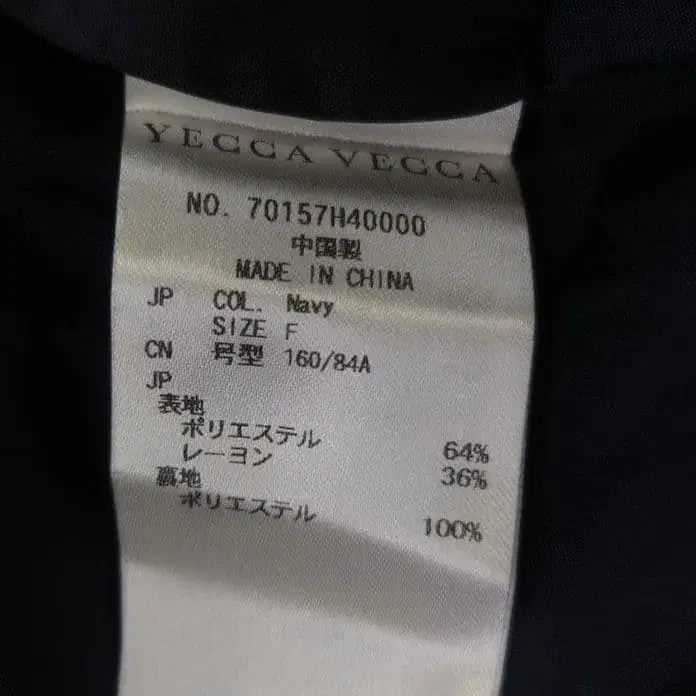 YECCA VECCA
NO. 70157H40000
中国製
MADE IN CHINA
JP COL. Navy
SIZE F
CN 号型 160/84A
JP
表地
ポリエステル 64%
レーヨン 36%
裏地
ポリエステル 100%